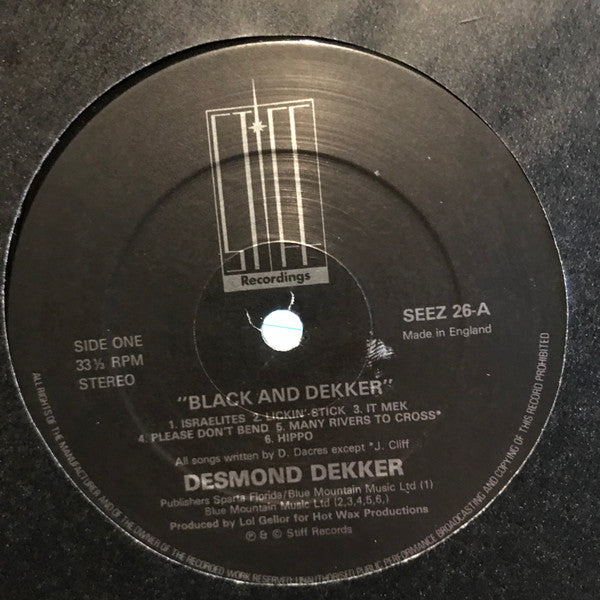 STIFF
Recordings
SIDE ONE
33⅓ RPM
STEREO
SEEZ 26-A
Made in England
"BLACK AND DEKKER"
1. ISRAELITES 2. LICKIN' STICK 3. IT MEK
4. PLEASE DON'T BEND 5. MANY RIVERS TO CROSS*
6. HIPPO
All songs written by D. Dacres except *J. Cliff
DESMOND DEKKER
Publishers Sparta Florida/Blue Mountain Music Ltd (1)
Blue Mountain Music Ltd (2,3,4,5,6,)
Produced by Lol Gellor for Hot Wax Productions
℗ & © Stiff Records
ALL RIGHTS OF THE MANUFACTURER AND OF THE OWNER OF THE RECORDED WORK RESERVED. UNAUTHORISED PUBLIC PERFORMANCE BROADCASTING AND COPYING OF THIS RECORD PROHIBITED